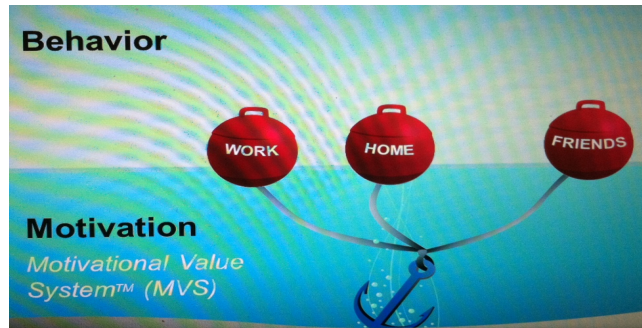 Behavior
WORK
HOME
FRIENDS
Motivation
Motivational Value
System™ (MVS)